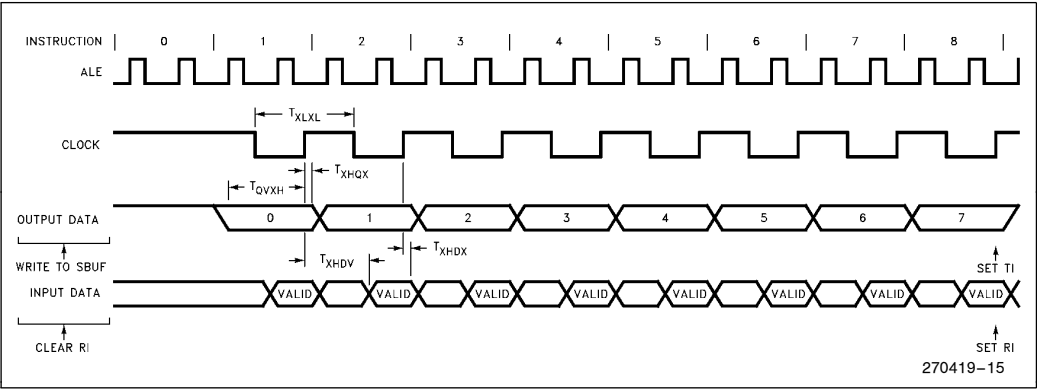 INSTRUCTION | 0 | 1 | 2 | 3 | 4 | 5 | 6 | 7 | 8 |
ALE
TXLXL
CLOCK
TXHQX
TQVXH
OUTPUT DATA 0 1 2 3 4 5 6 7
TXHDV TXHDX
WRITE TO SBUF SET TI
INPUT DATA VALID VALID VALID VALID VALID VALID VALID VALID
CLEAR RI SET RI
270419-15